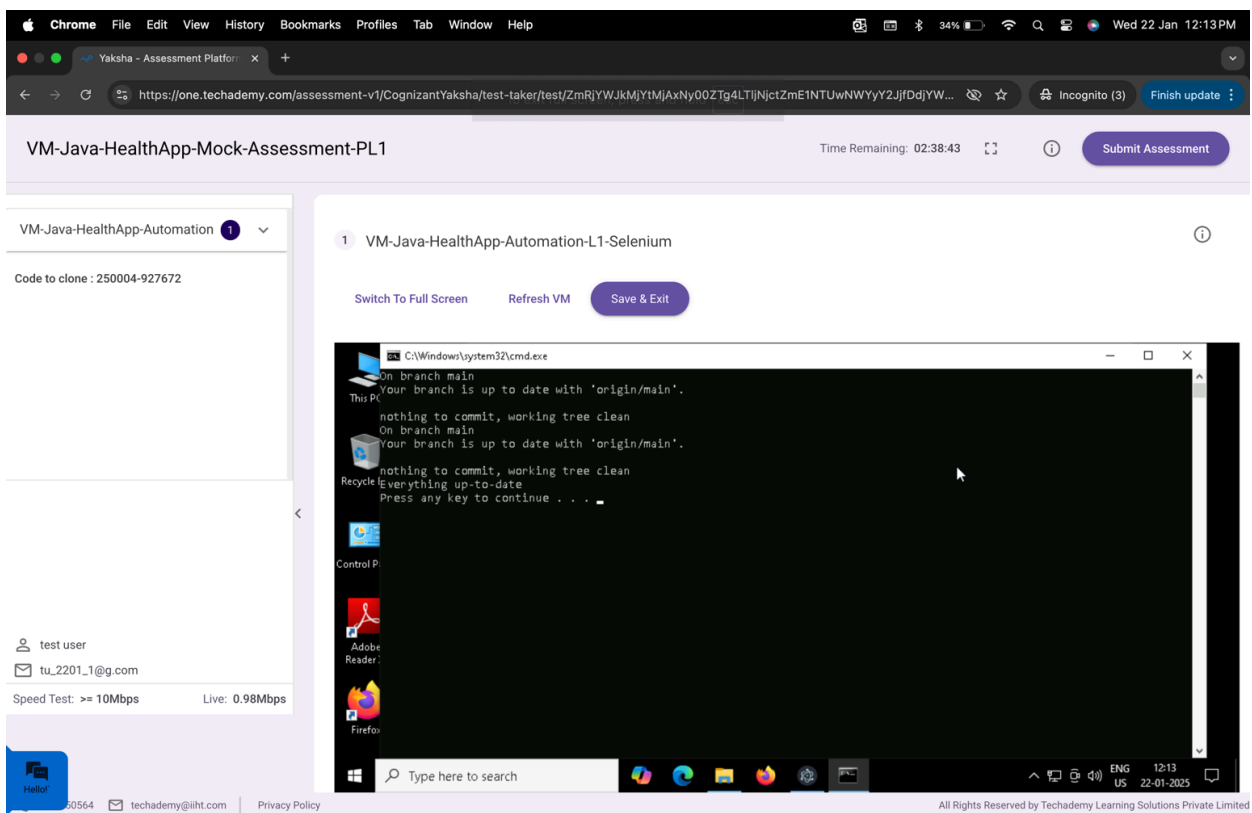 Chrome File Edit View History Bookmarks Profiles Tab Window Help 34% Wed 22 Jan 12:13 PM
Yaksha - Assessment Platform
https://one.techademy.com/assessment-v1/CognizantYaksha/test-taker/test/ Incognito (3) Finish update
VM-Java-HealthApp-Mock-Assessment-PL1 Time Remaining: 02:38:43 Submit Assessment
VM-Java-HealthApp-Automation 1
Code to clone : 250004-927672
1 VM-Java-HealthApp-Automation-L1-Selenium
Switch To Full Screen Refresh VM Save & Exit
C:\Windows\system32\cmd.exe
On branch main
Your branch is up to date with 'origin/main'.
nothing to commit, working tree clean
On branch main
Your branch is up to date with 'origin/main'.
nothing to commit, working tree clean
Everything up-to-date
Press any key to continue . . .
This PC
Recycle
Control P
Adobe
Reader
Firefox
Type here to search
ENG 12:13
US 22-01-2025
test user
tu_2201_1@g.com
Speed Test: >= 10Mbps Live: 0.98Mbps
Hello!
50564 techademy@iiht.com Privacy Policy All Rights Reserved by Techademy Learning Solutions Private Limited